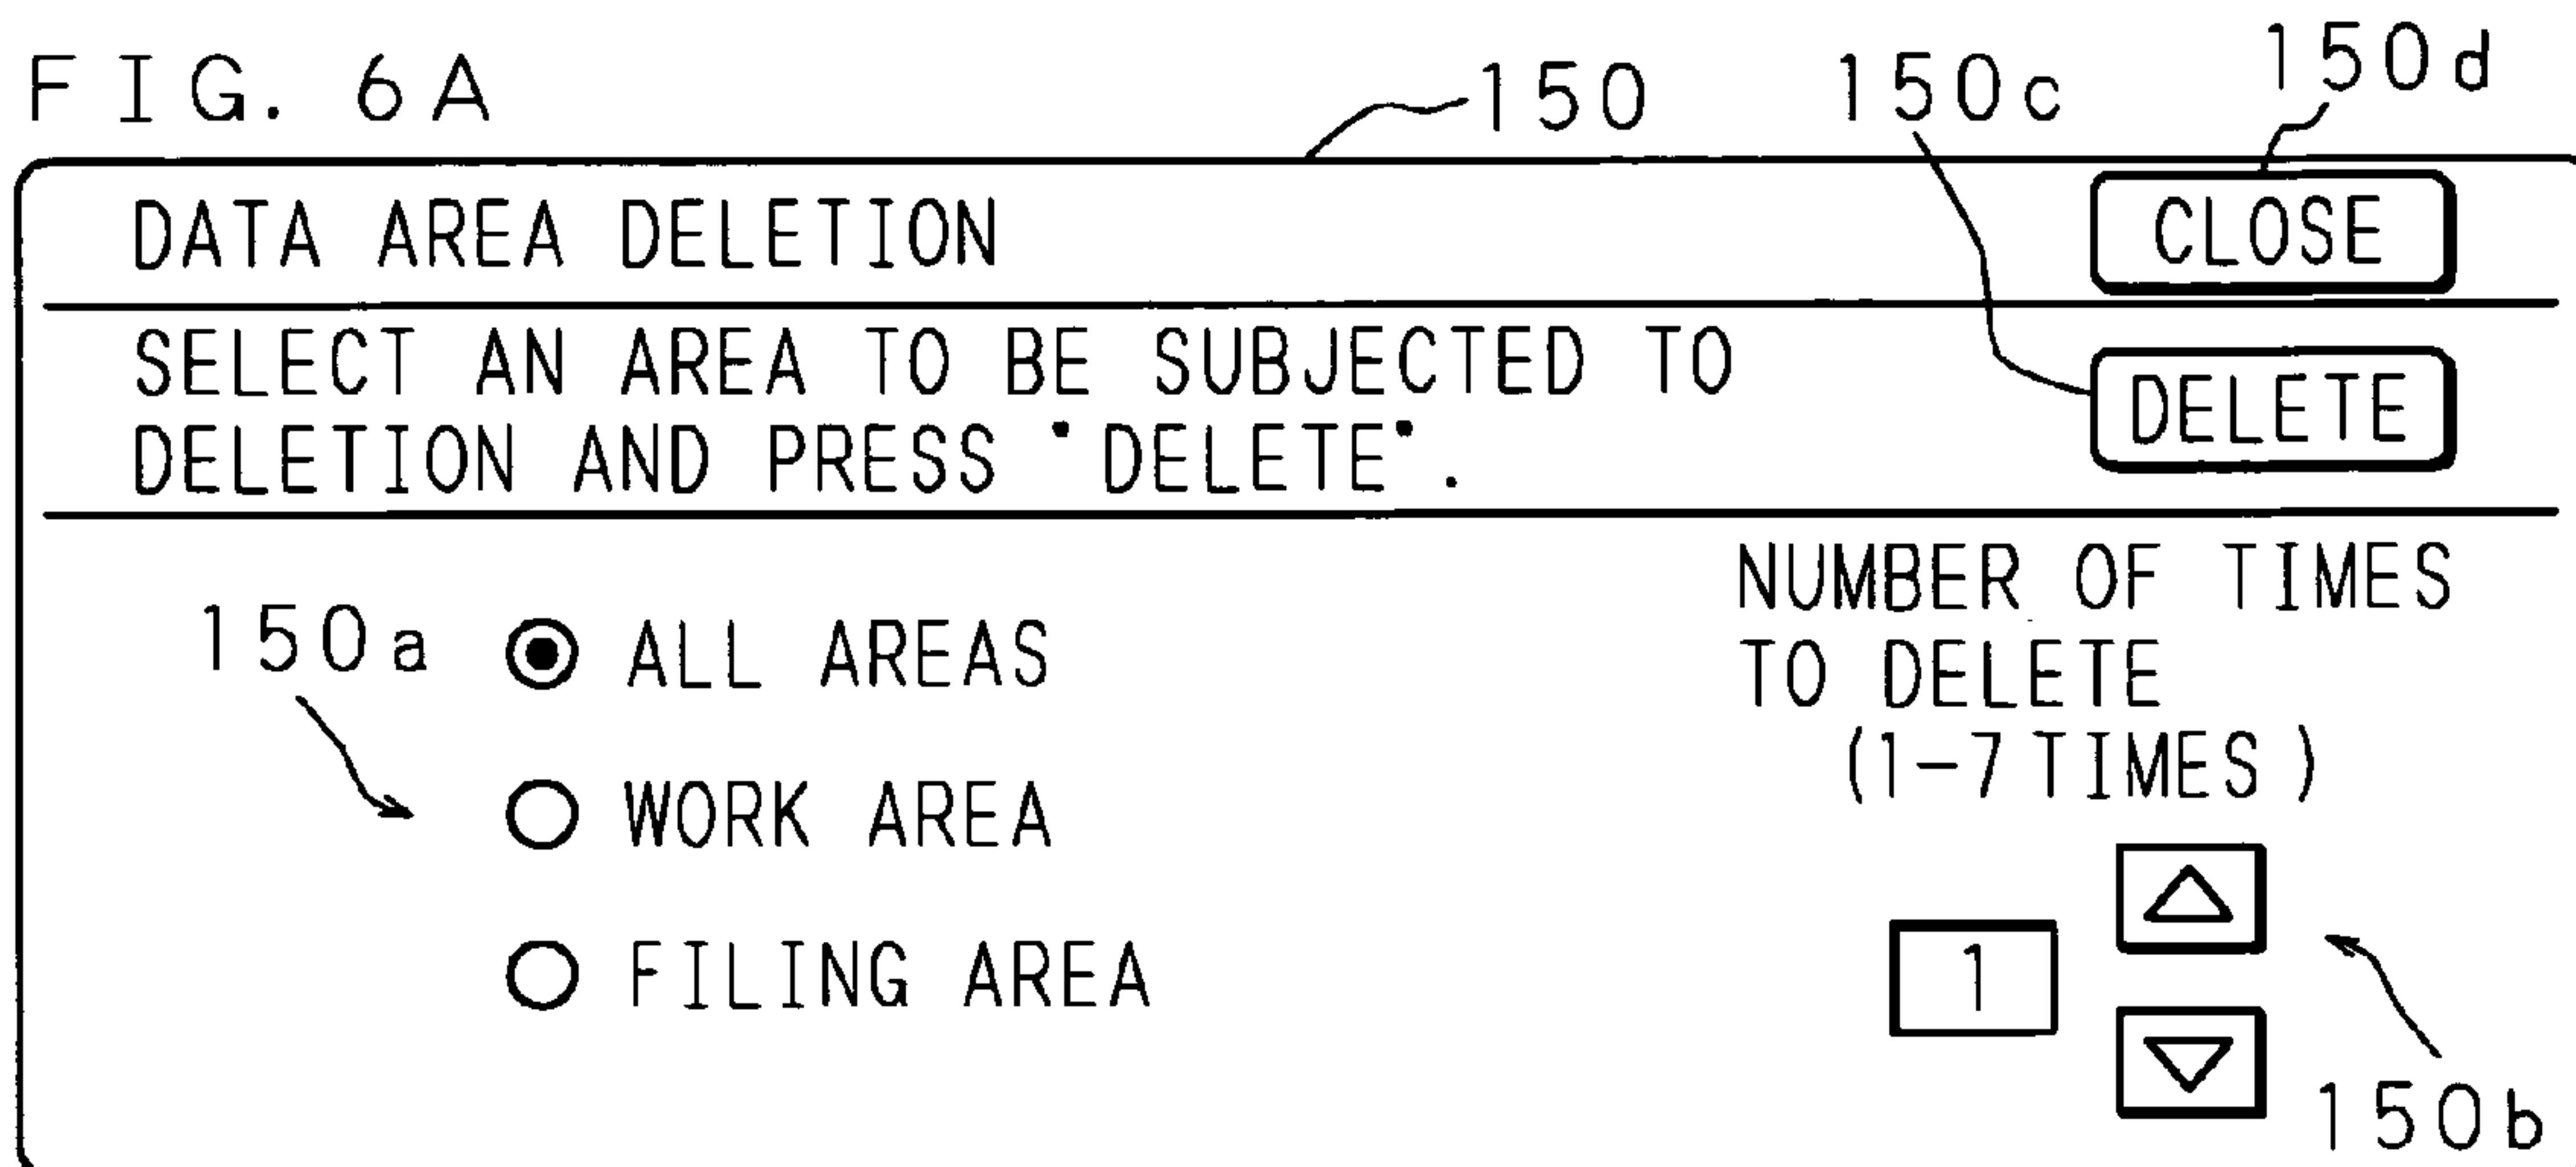 FIG. 6A
150
150c
150d
DATA AREA DELETION
CLOSE
SELECT AN AREA TO BE SUBJECTED TO
DELETION AND PRESS "DELETE".
DELETE
150a
ALL AREAS
WORK AREA
FILING AREA
NUMBER OF TIMES
TO DELETE
(1-7 TIMES)
1
150b